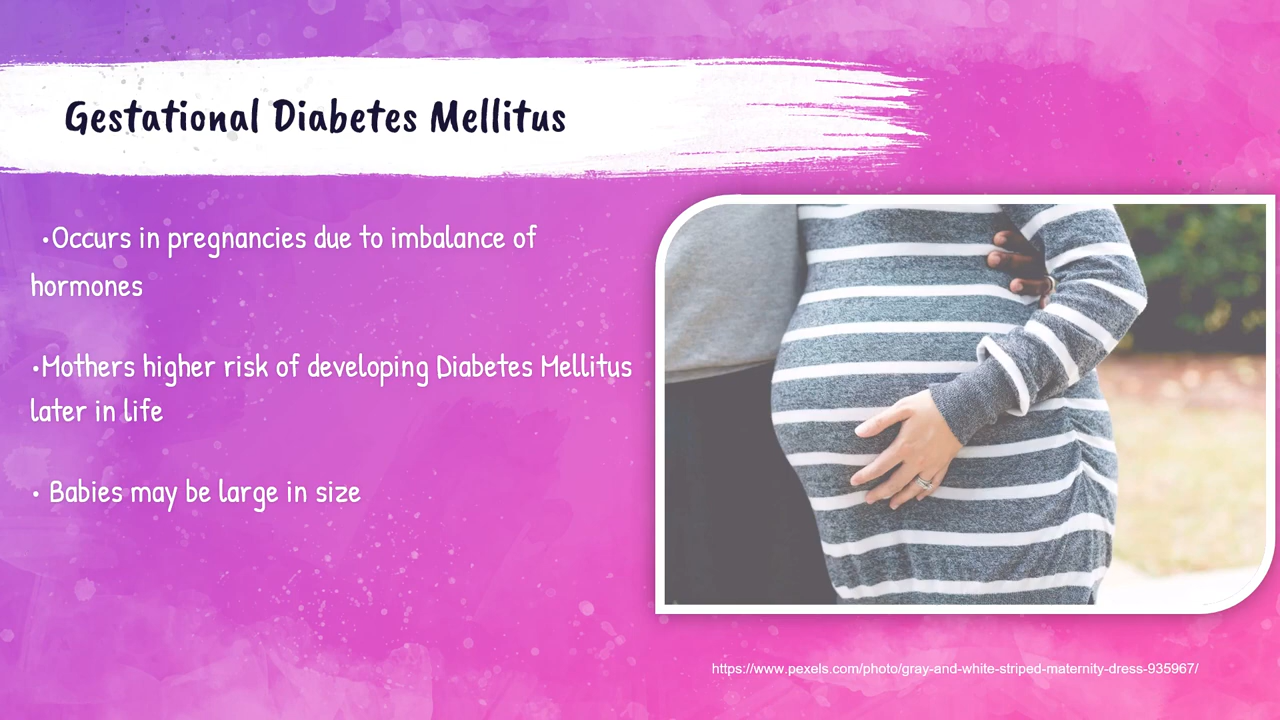 Gestational Diabetes Mellitus
•Occurs in pregnancies due to imbalance of
hormones
•Mothers higher risk of developing Diabetes Mellitus
later in life
• Babies may be large in size
https://www.pexels.com/photo/gray-and-white-striped-maternity-dress-935967/